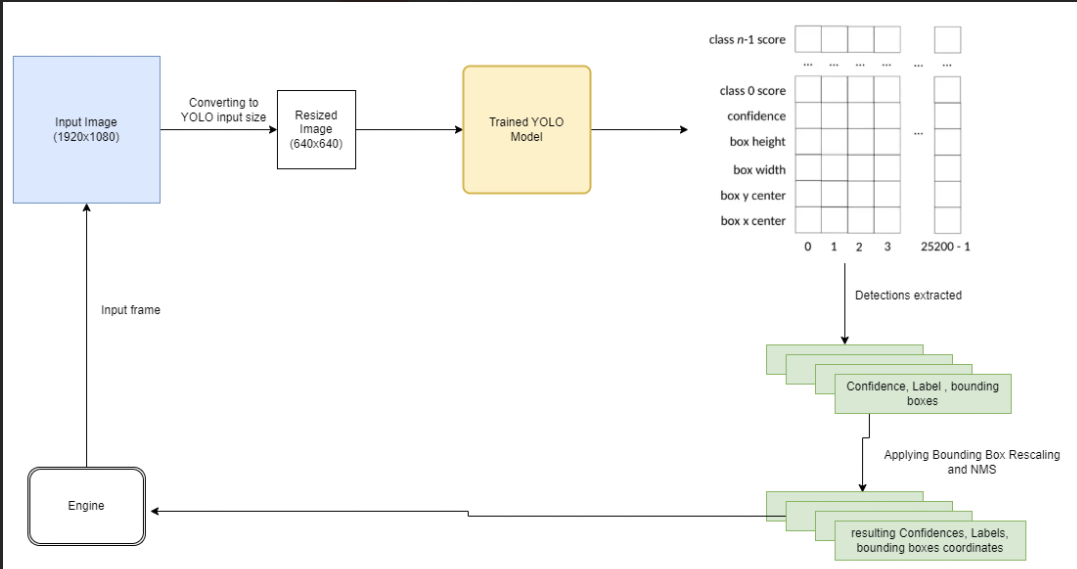 Input Image
(1920x1080)
Converting to
YOLO input size
Resized
Image
(640x640)
Trained YOLO
Model
class n-1 score
... ... ... ... ... ...
class 0 score
confidence
...
box height
box width
box y center
box x center
0 1 2 3 25200 - 1
Detections extracted
Confidence, Label , bounding
boxes
Applying Bounding Box Rescaling
and NMS
resulting Confidences, Labels,
bounding boxes coordinates
Engine
Input frame